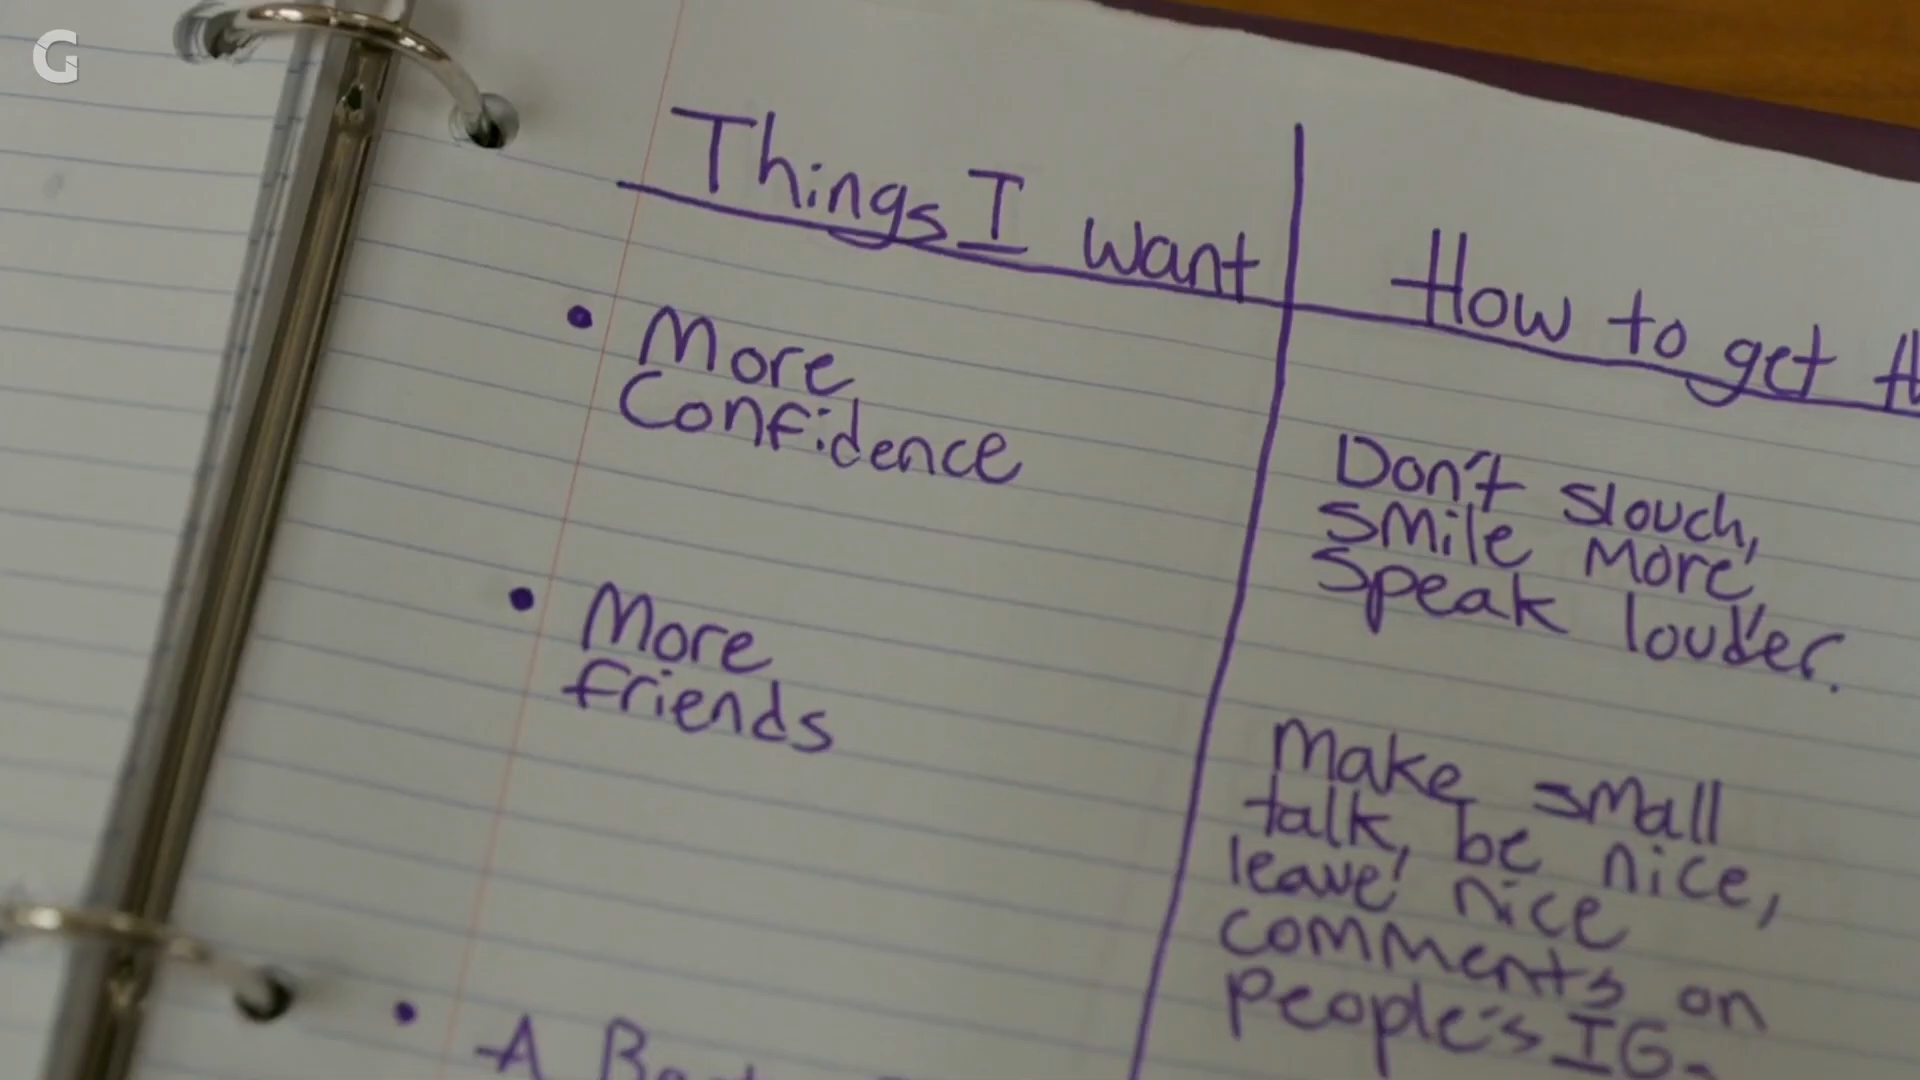 G
Things I want
How to get
• More
Confidence
Don't slouch,
smile more,
speak louder.
• More
friends
Make small
talk, be nice,
leave nice
comments on
people's IG.
• A